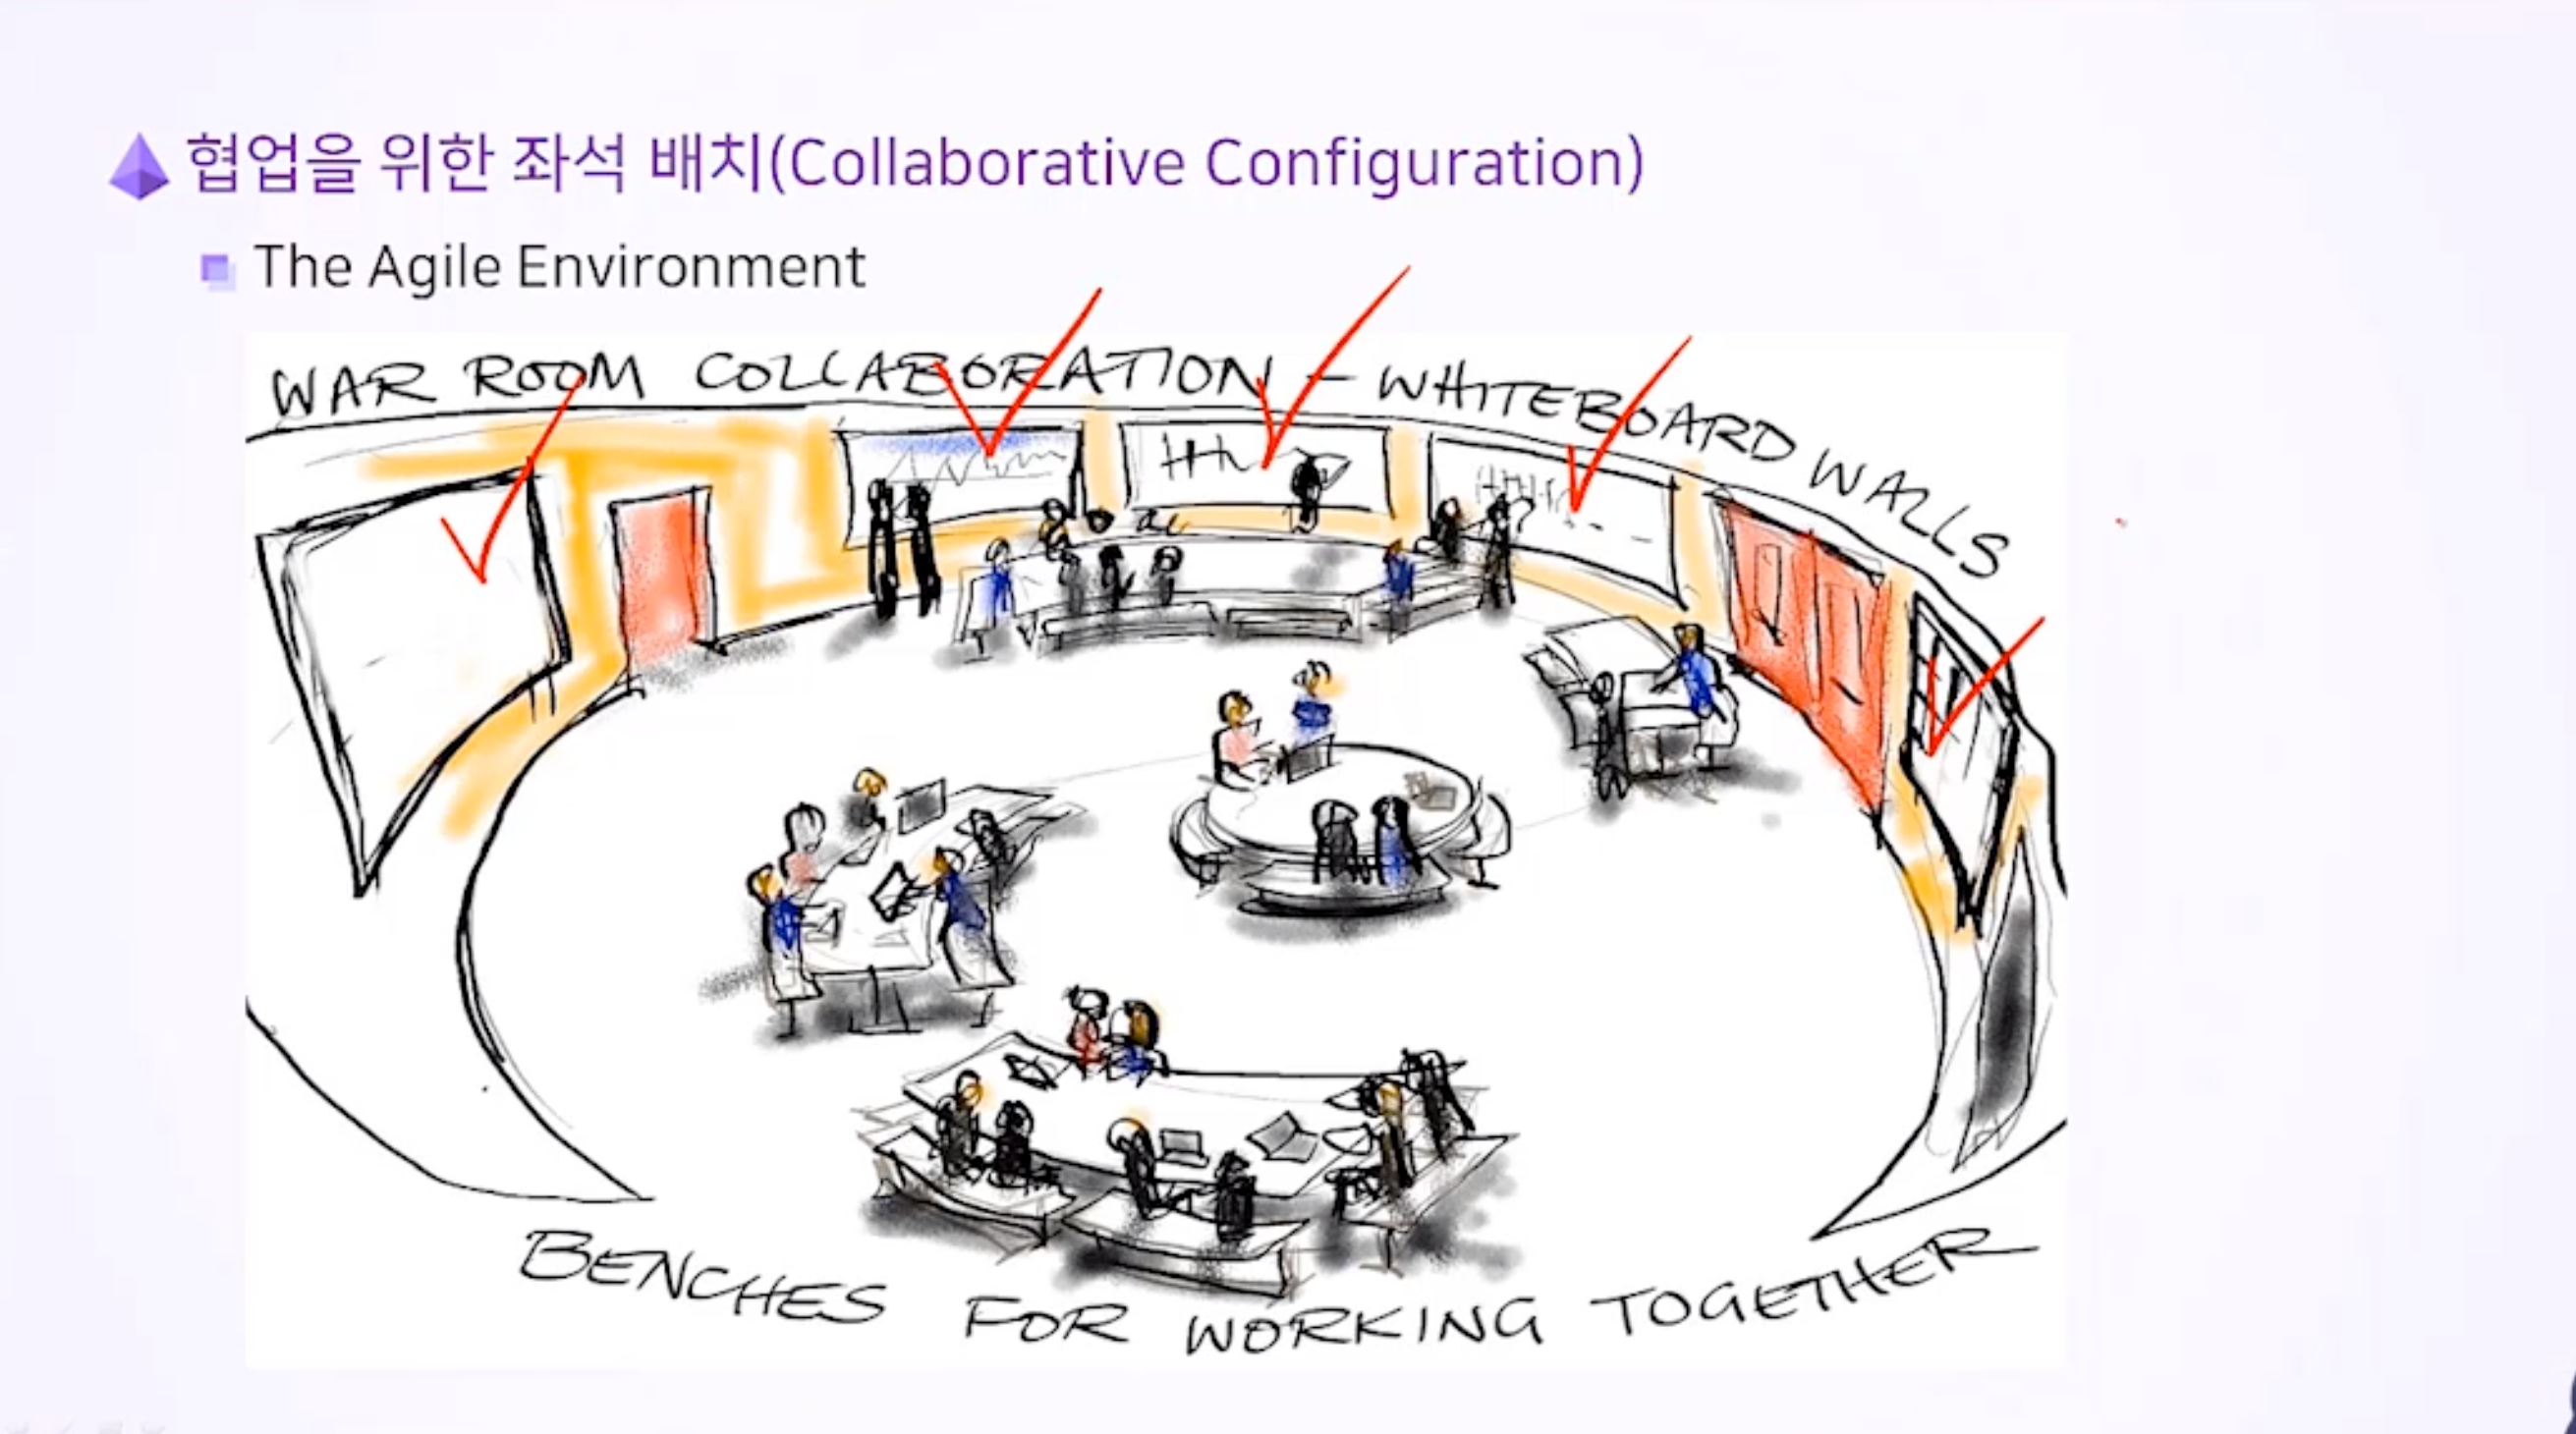 협업을 위한 좌석 배치(Collaborative Configuration)
The Agile Environment
WAR ROOM COLLABORATION - WHITEBOARD WALLS
BENCHES FOR WORKING TOGETHER